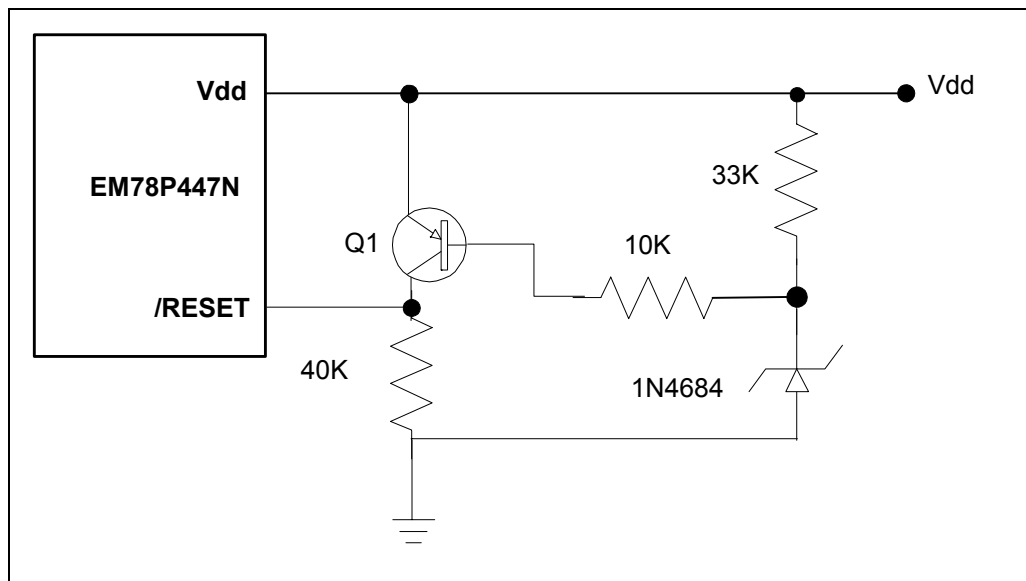 Vdd
Vdd
33K
EM78P447N
Q1
10K
/RESET
40K
1N4684